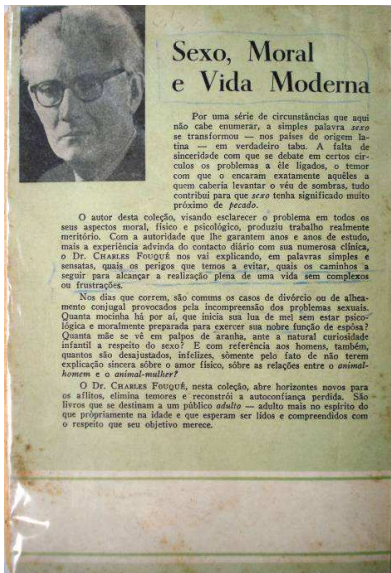 Sexo, Moral
e Vida Moderna
Por uma série de circunstâncias que aqui
não cabe enumerar, a simples palavra sexo
se transformou — nos países de origem la-
tina — em verdadeiro tabu. A falta de
sinceridade com que se debate em certos cír-
culos os problemas a êle ligados, o temor
com que o encaram exatamente aquêles a
quem caberia levantar o véu de sombras, tudo
contribui para que sexo tenha significado muito
próximo de pecado.
O autor desta coleção, visando esclarecer o problema em todos os
seus aspectos moral, físico e psicológico, produziu trabalho realmente
meritório. Com a autoridade que lhe garantem anos e anos de estudo,
mais a experiência advinda do contacto diário com sua numerosa clínica,
o Dr. CHARLES FOUQUÉ nos vai explicando, em palavras simples e
sensatas, quais os perigos que temos a evitar, quais os caminhos a
seguir para alcançar a realização plena de uma vida sem complexos
ou frustrações.
Nos dias que correm, são comuns os casos de divórcio ou de alhea-
mento conjugal provocados pela incompreensão dos problemas sexuais.
Quanta mocinha há por aí, que inicia sua lua de mel sem estar psico-
lógica e moralmente preparada para exercer sua nobre função de espôsa?
Quanta mãe se vê em palpos de aranha, ante a natural curiosidade
infantil a respeito do sexo? E com referência aos homens, também,
quantos são desajustados, infelizes, sòmente pelo fato de não terem
explicação sincera sôbre o amor físico, sôbre as relações entre o animal-
homem e o animal-mulher?
O Dr. CHARLES FOUQUÉ, nesta coleção, abre horizontes novos para
os aflitos, elimina temores e reconstrói a autoconfiança perdida. São
livros que se destinam a um público adulto — adulto mais no espírito do
que pròpriamente na idade e que esperam ser lidos e compreendidos com
o respeito que seu objetivo merece.